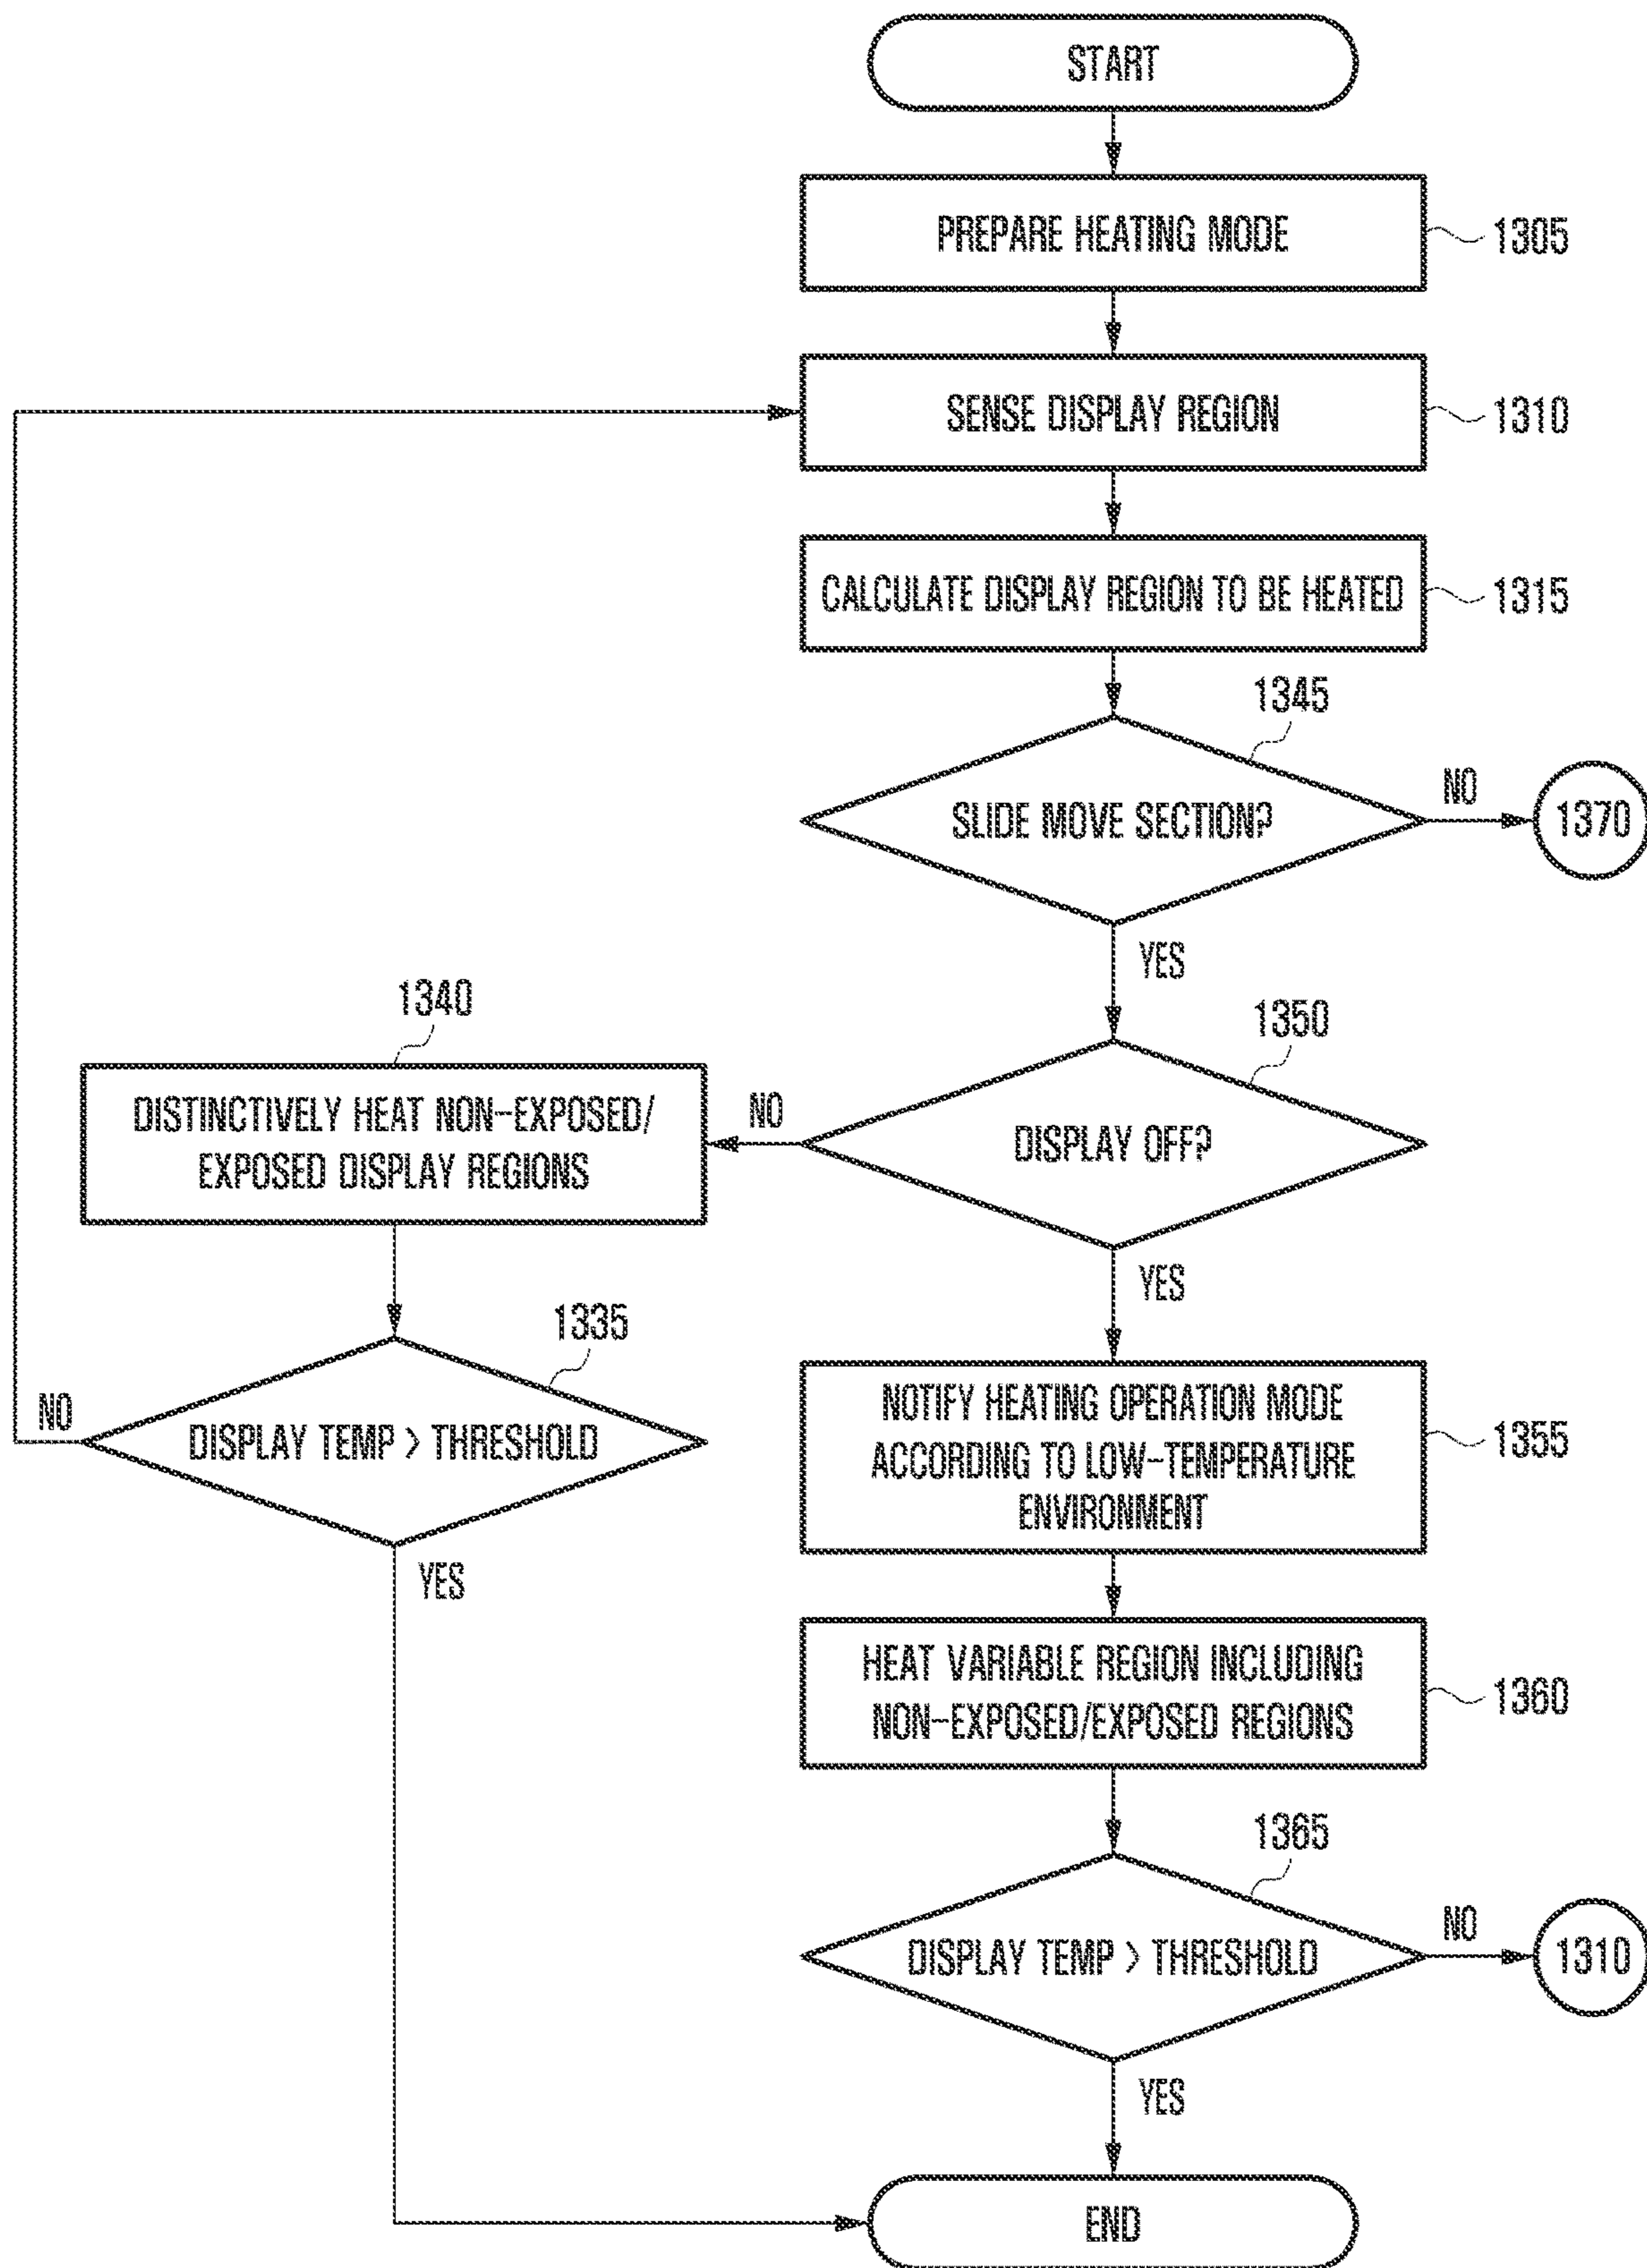 START
PREPARE HEATING MODE
1305
SENSE DISPLAY REGION
1310
CALCULATE DISPLAY REGION TO BE HEATED
1315
1345
SLIDE MOVE SECTION?
NO
1370
YES
1340
1350
DISTINCTIVELY HEAT NON-EXPOSED/
EXPOSED DISPLAY REGIONS
NO
DISPLAY OFF?
YES
1335
NO
DISPLAY TEMP > THRESHOLD
YES
NOTIFY HEATING OPERATION MODE
ACCORDING TO LOW-TEMPERATURE
ENVIRONMENT
1355
HEAT VARIABLE REGION INCLUDING
NON-EXPOSED/EXPOSED REGIONS
1360
1365
DISPLAY TEMP > THRESHOLD
NO
1310
YES
END